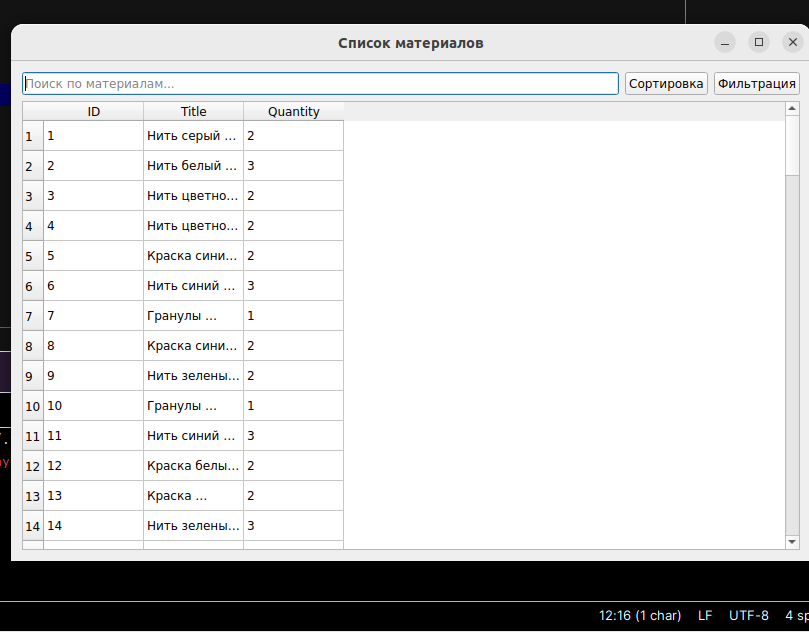 Список материалов
Поиск по материалам... Сортировка Фильтрация
ID Title Quantity
1 1 Нить серый ... 2
2 2 Нить белый ... 3
3 3 Нить цветно... 2
4 4 Нить цветно... 2
5 5 Краска сини... 2
6 6 Нить синий ... 3
7 7 Гранулы ... 1
8 8 Краска сини... 2
9 9 Нить зелены... 2
10 10 Гранулы ... 1
11 11 Нить синий ... 3
12 12 Краска белы... 2
13 13 Краска ... 2
14 14 Нить зелены... 3
12:16 (1 char) LF UTF-8 4 sp